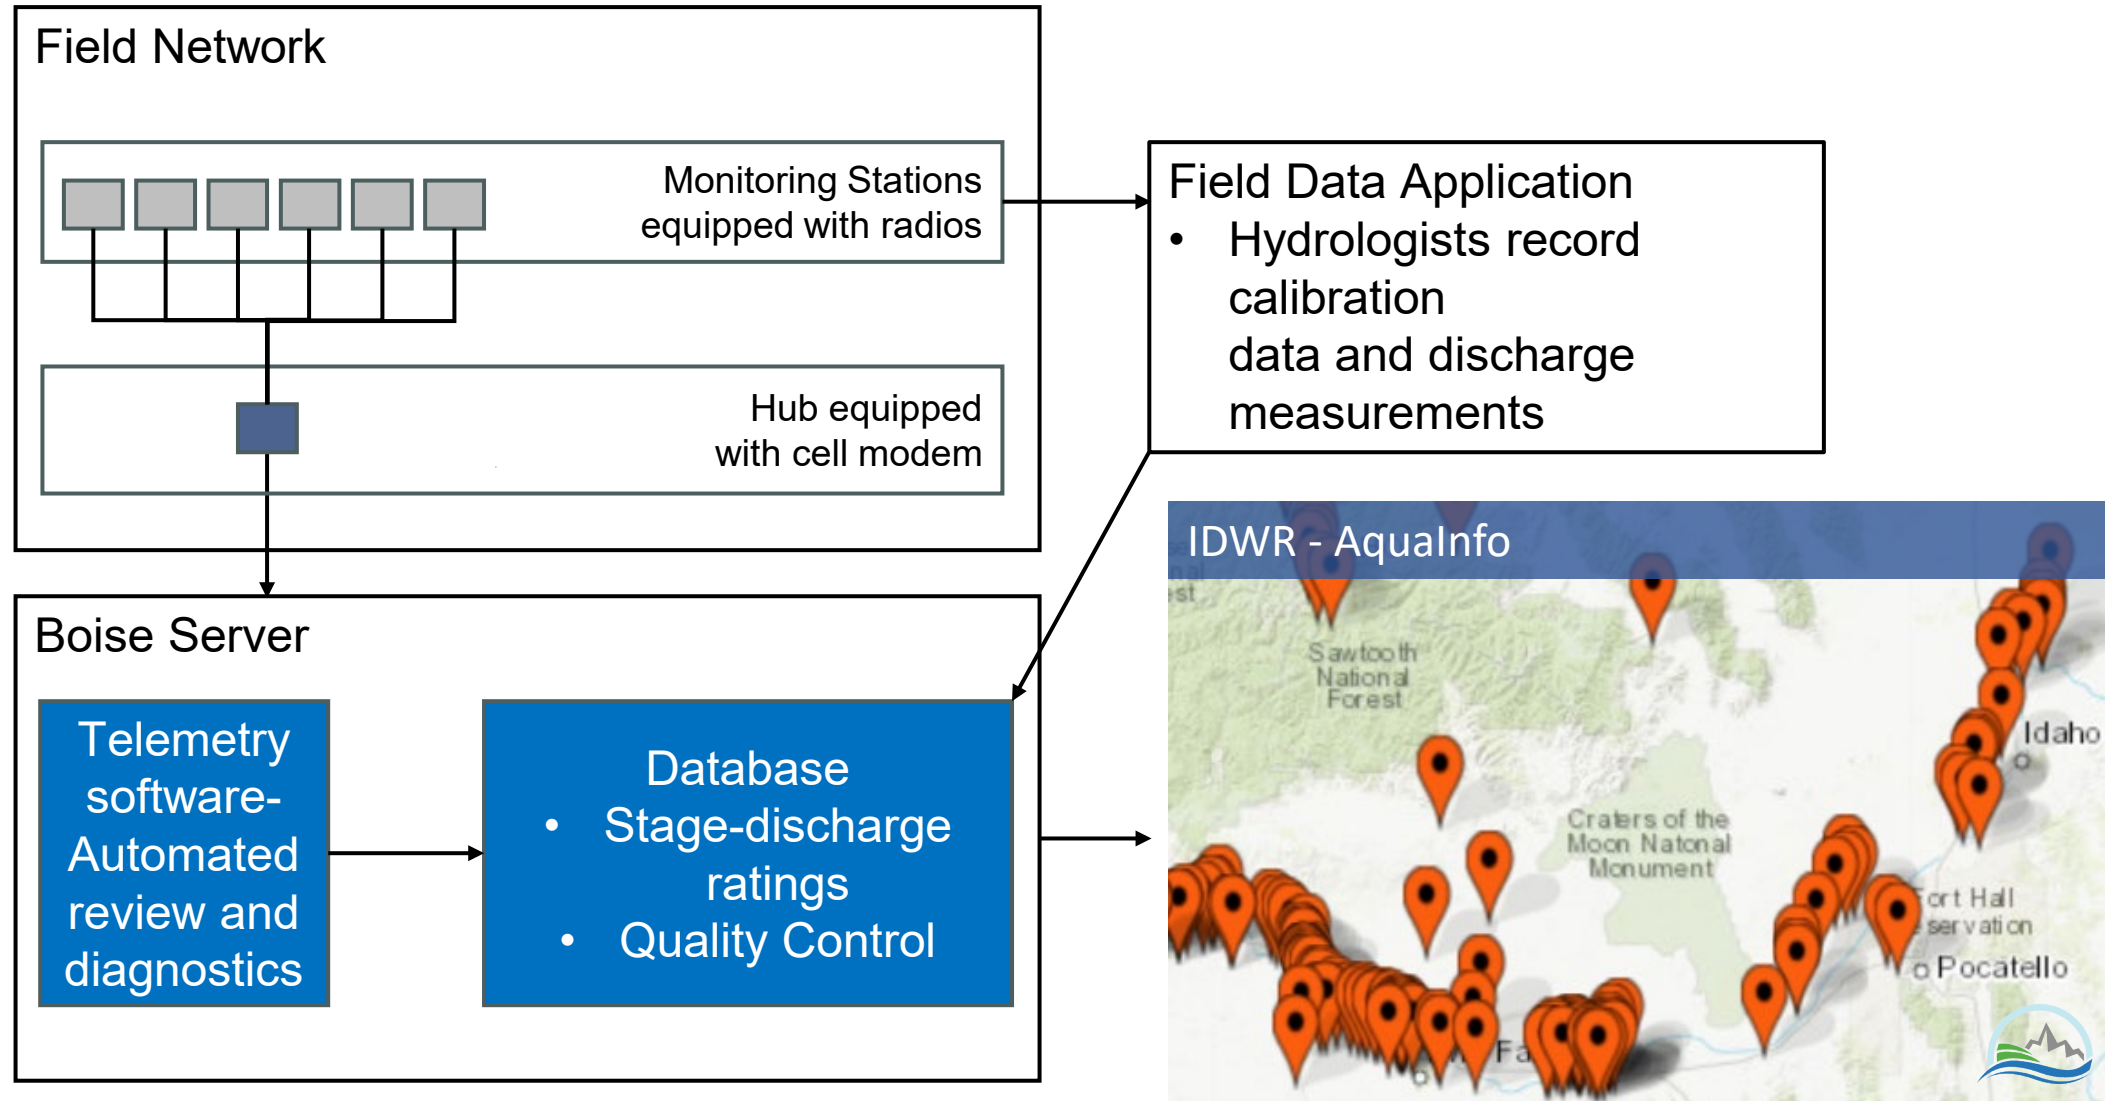 Field Network
Monitoring Stations
equipped with radios
Hub equipped
with cell modem
Field Data Application
• Hydrologists record
calibration
data and discharge
measurements
Boise Server
Telemetry
software-
Automated
review and
diagnostics
Database
• Stage-discharge
ratings
• Quality Control
IDWR - AquaInfo
Sawtooth
National
Forest
Idaho
Craters of the
Moon National
Monument
ort Hall
servation
Pocatello
Fa